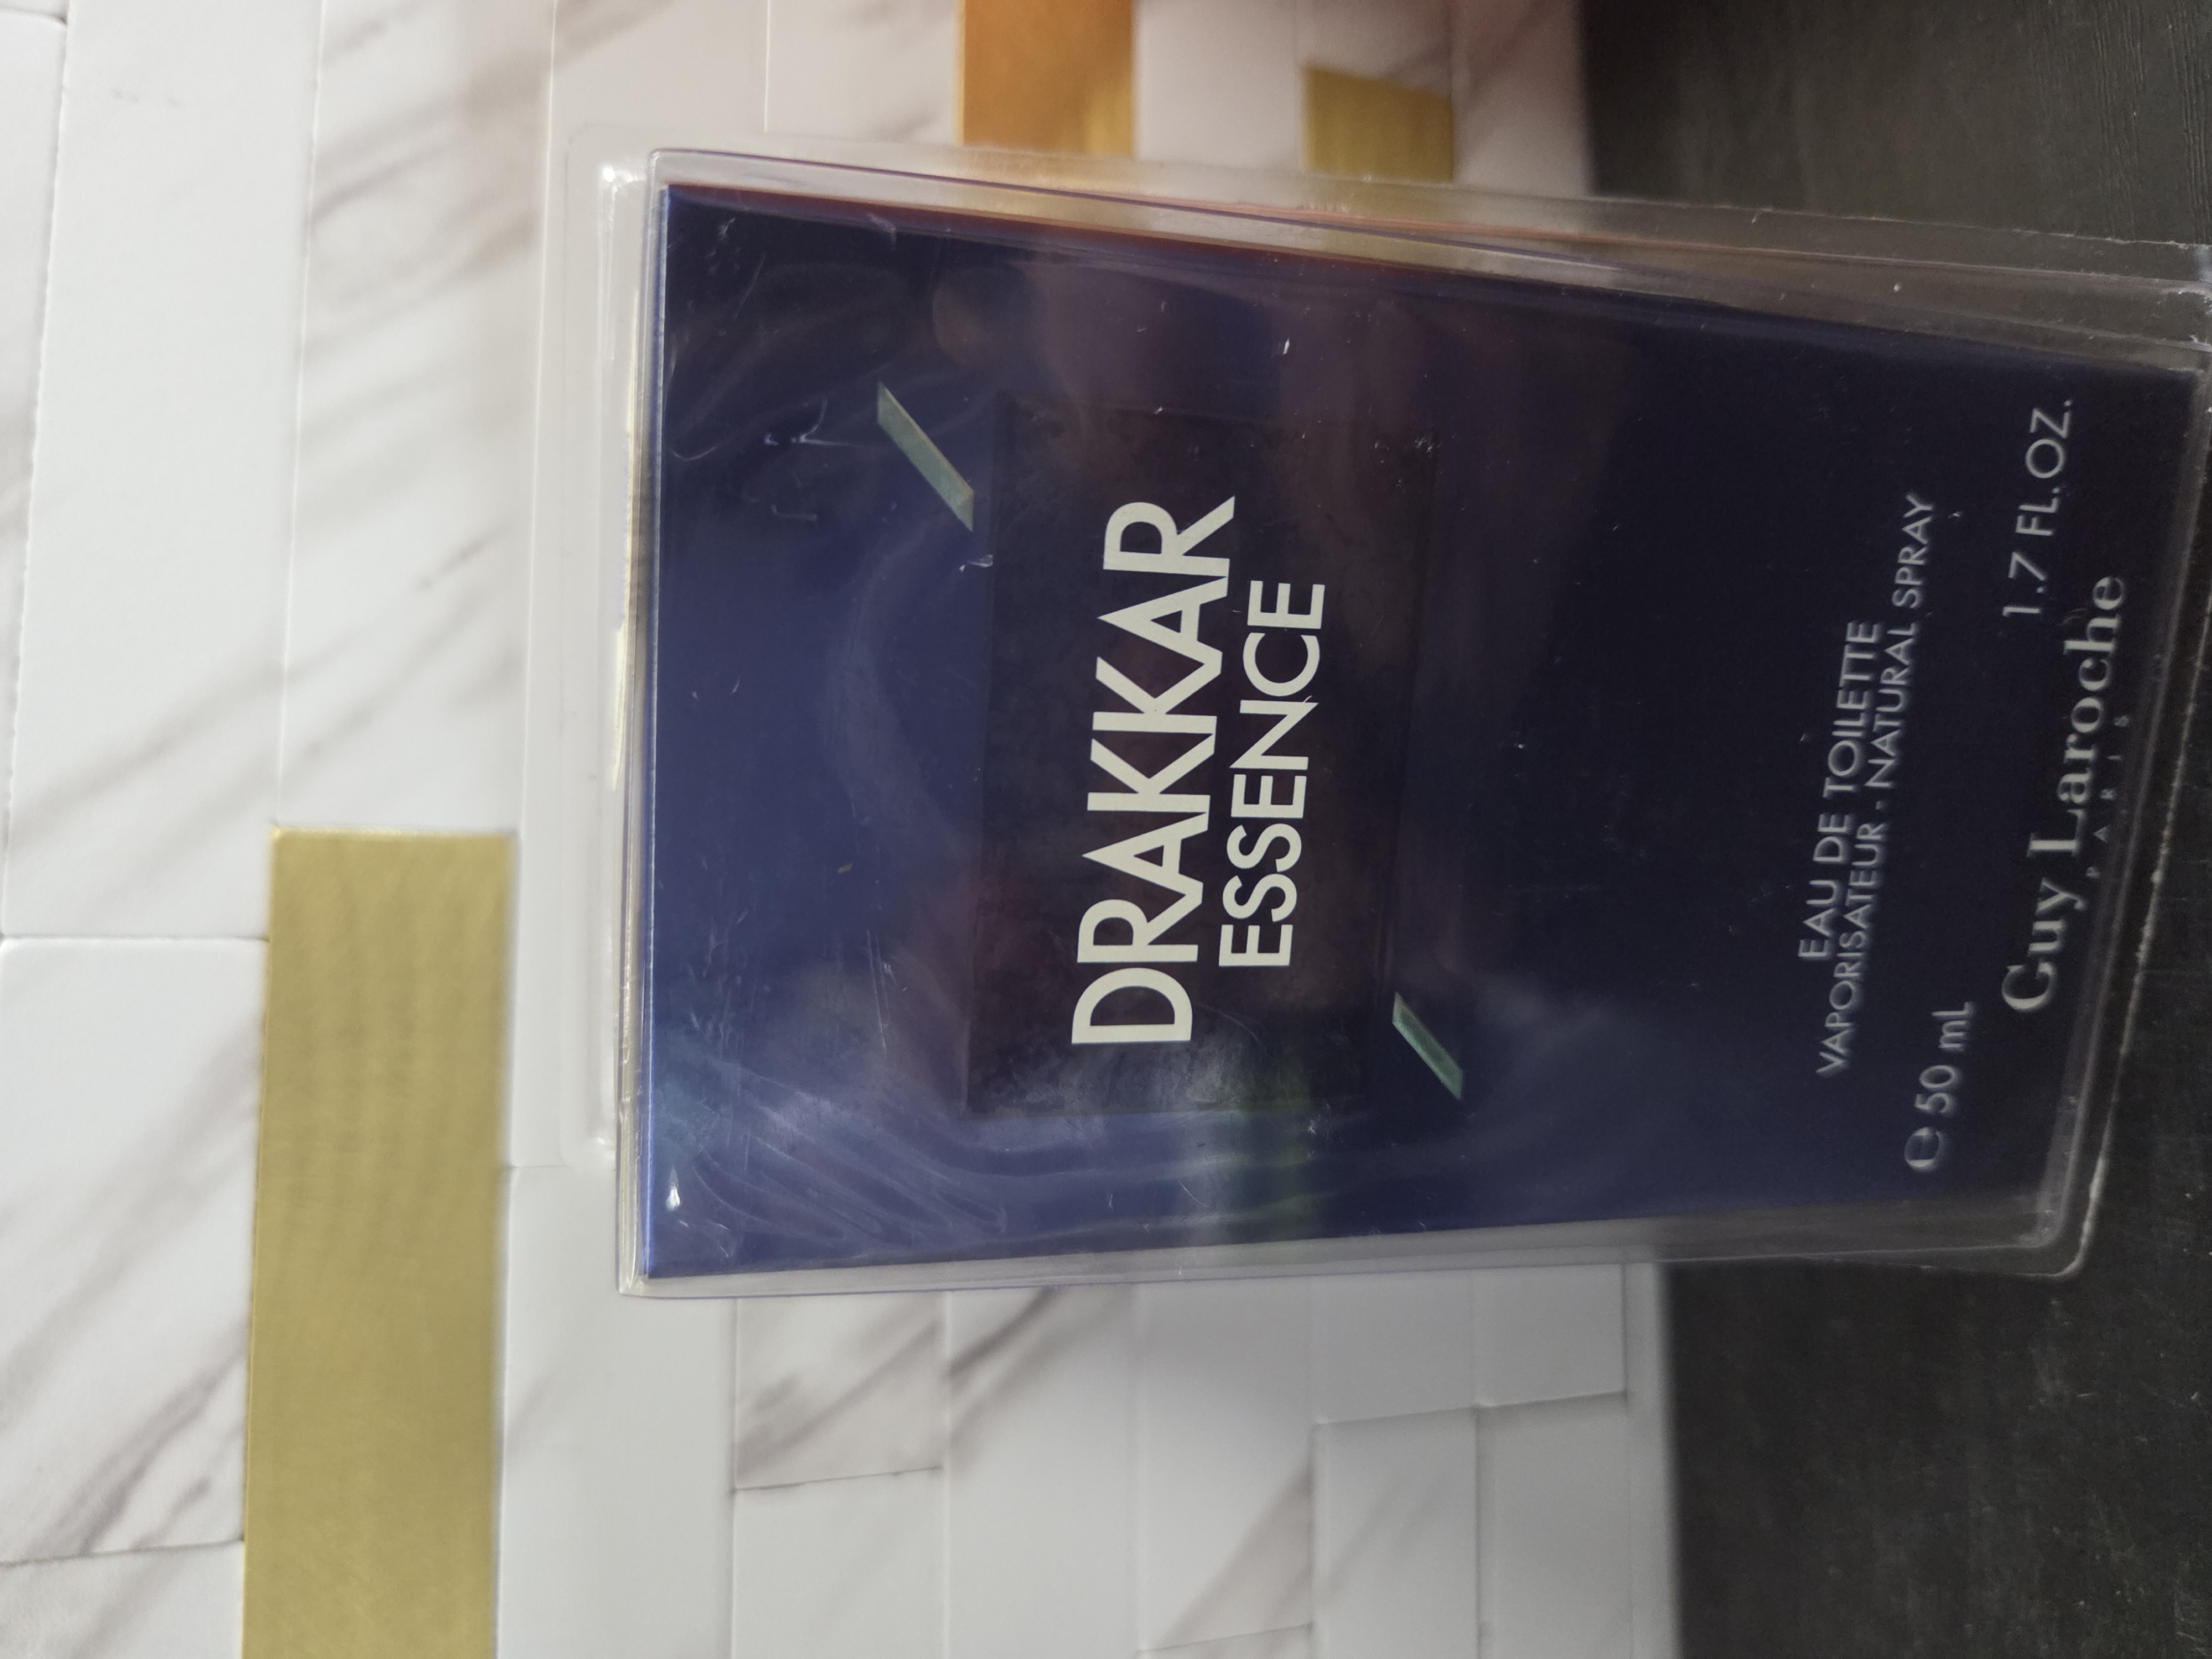 DRAKKAR
ESSENCE
EAU DE TOILETTE
VAPORISATEUR - NATURAL SPRAY
e 50 mL 1.7 FL.OZ.
Guy Laroche
PARIS